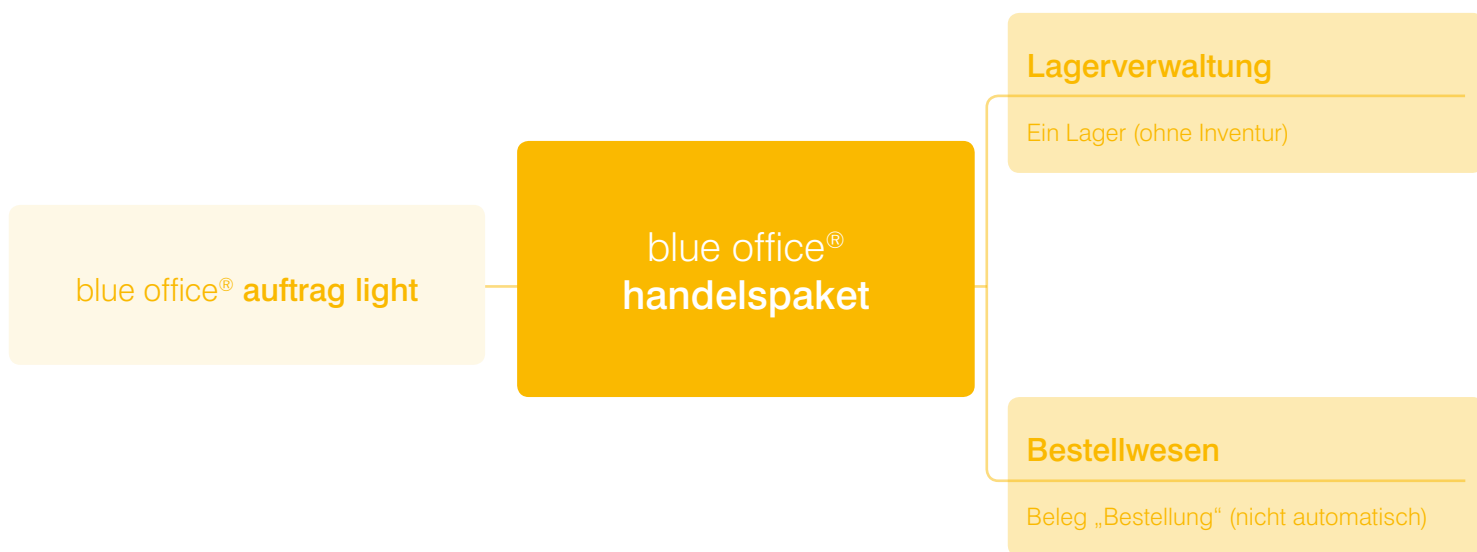 blue office® auftrag light
blue office®
handelspaket
Lagerverwaltung
Ein Lager (ohne Inventur)
Bestellwesen
Beleg „Bestellung“ (nicht automatisch)